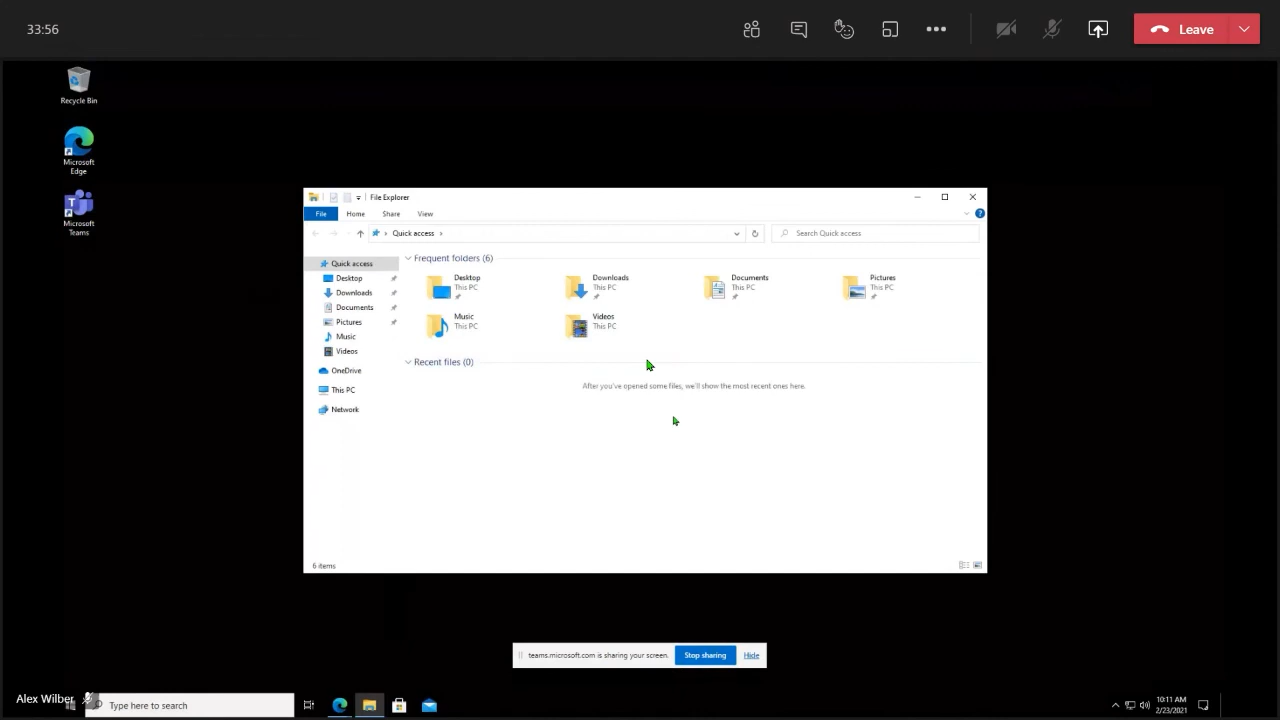 33:56
Leave
Recycle Bin
Microsoft
Edge
Microsoft
Teams
File Explorer
File Home Share View
Quick access
Search Quick access
Quick access
Desktop
Downloads
Documents
Pictures
Music
Videos
OneDrive
This PC
Network
Frequent folders (6)
Desktop
This PC
Downloads
This PC
Documents
This PC
Pictures
This PC
Music
This PC
Videos
This PC
Recent files (0)
After you've opened some files, we'll show the most recent ones here.
6 items
teams.microsoft.com is sharing your screen. Stop sharing Hide
Alex Wilber
Type here to search
10:11 AM
2/23/2021